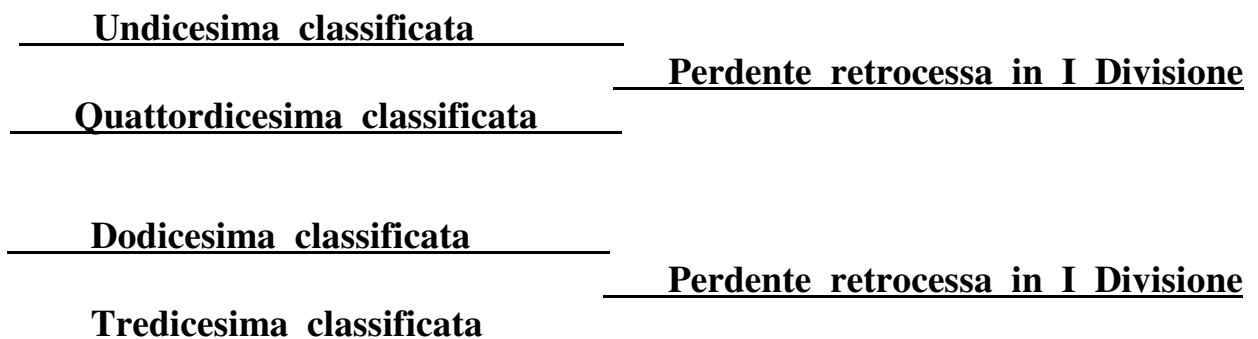 Undicesima classificata
Perdente retrocessa in I Divisione
Quattordicesima classificata
Dodicesima classificata
Perdente retrocessa in I Divisione
Tredicesima classificata